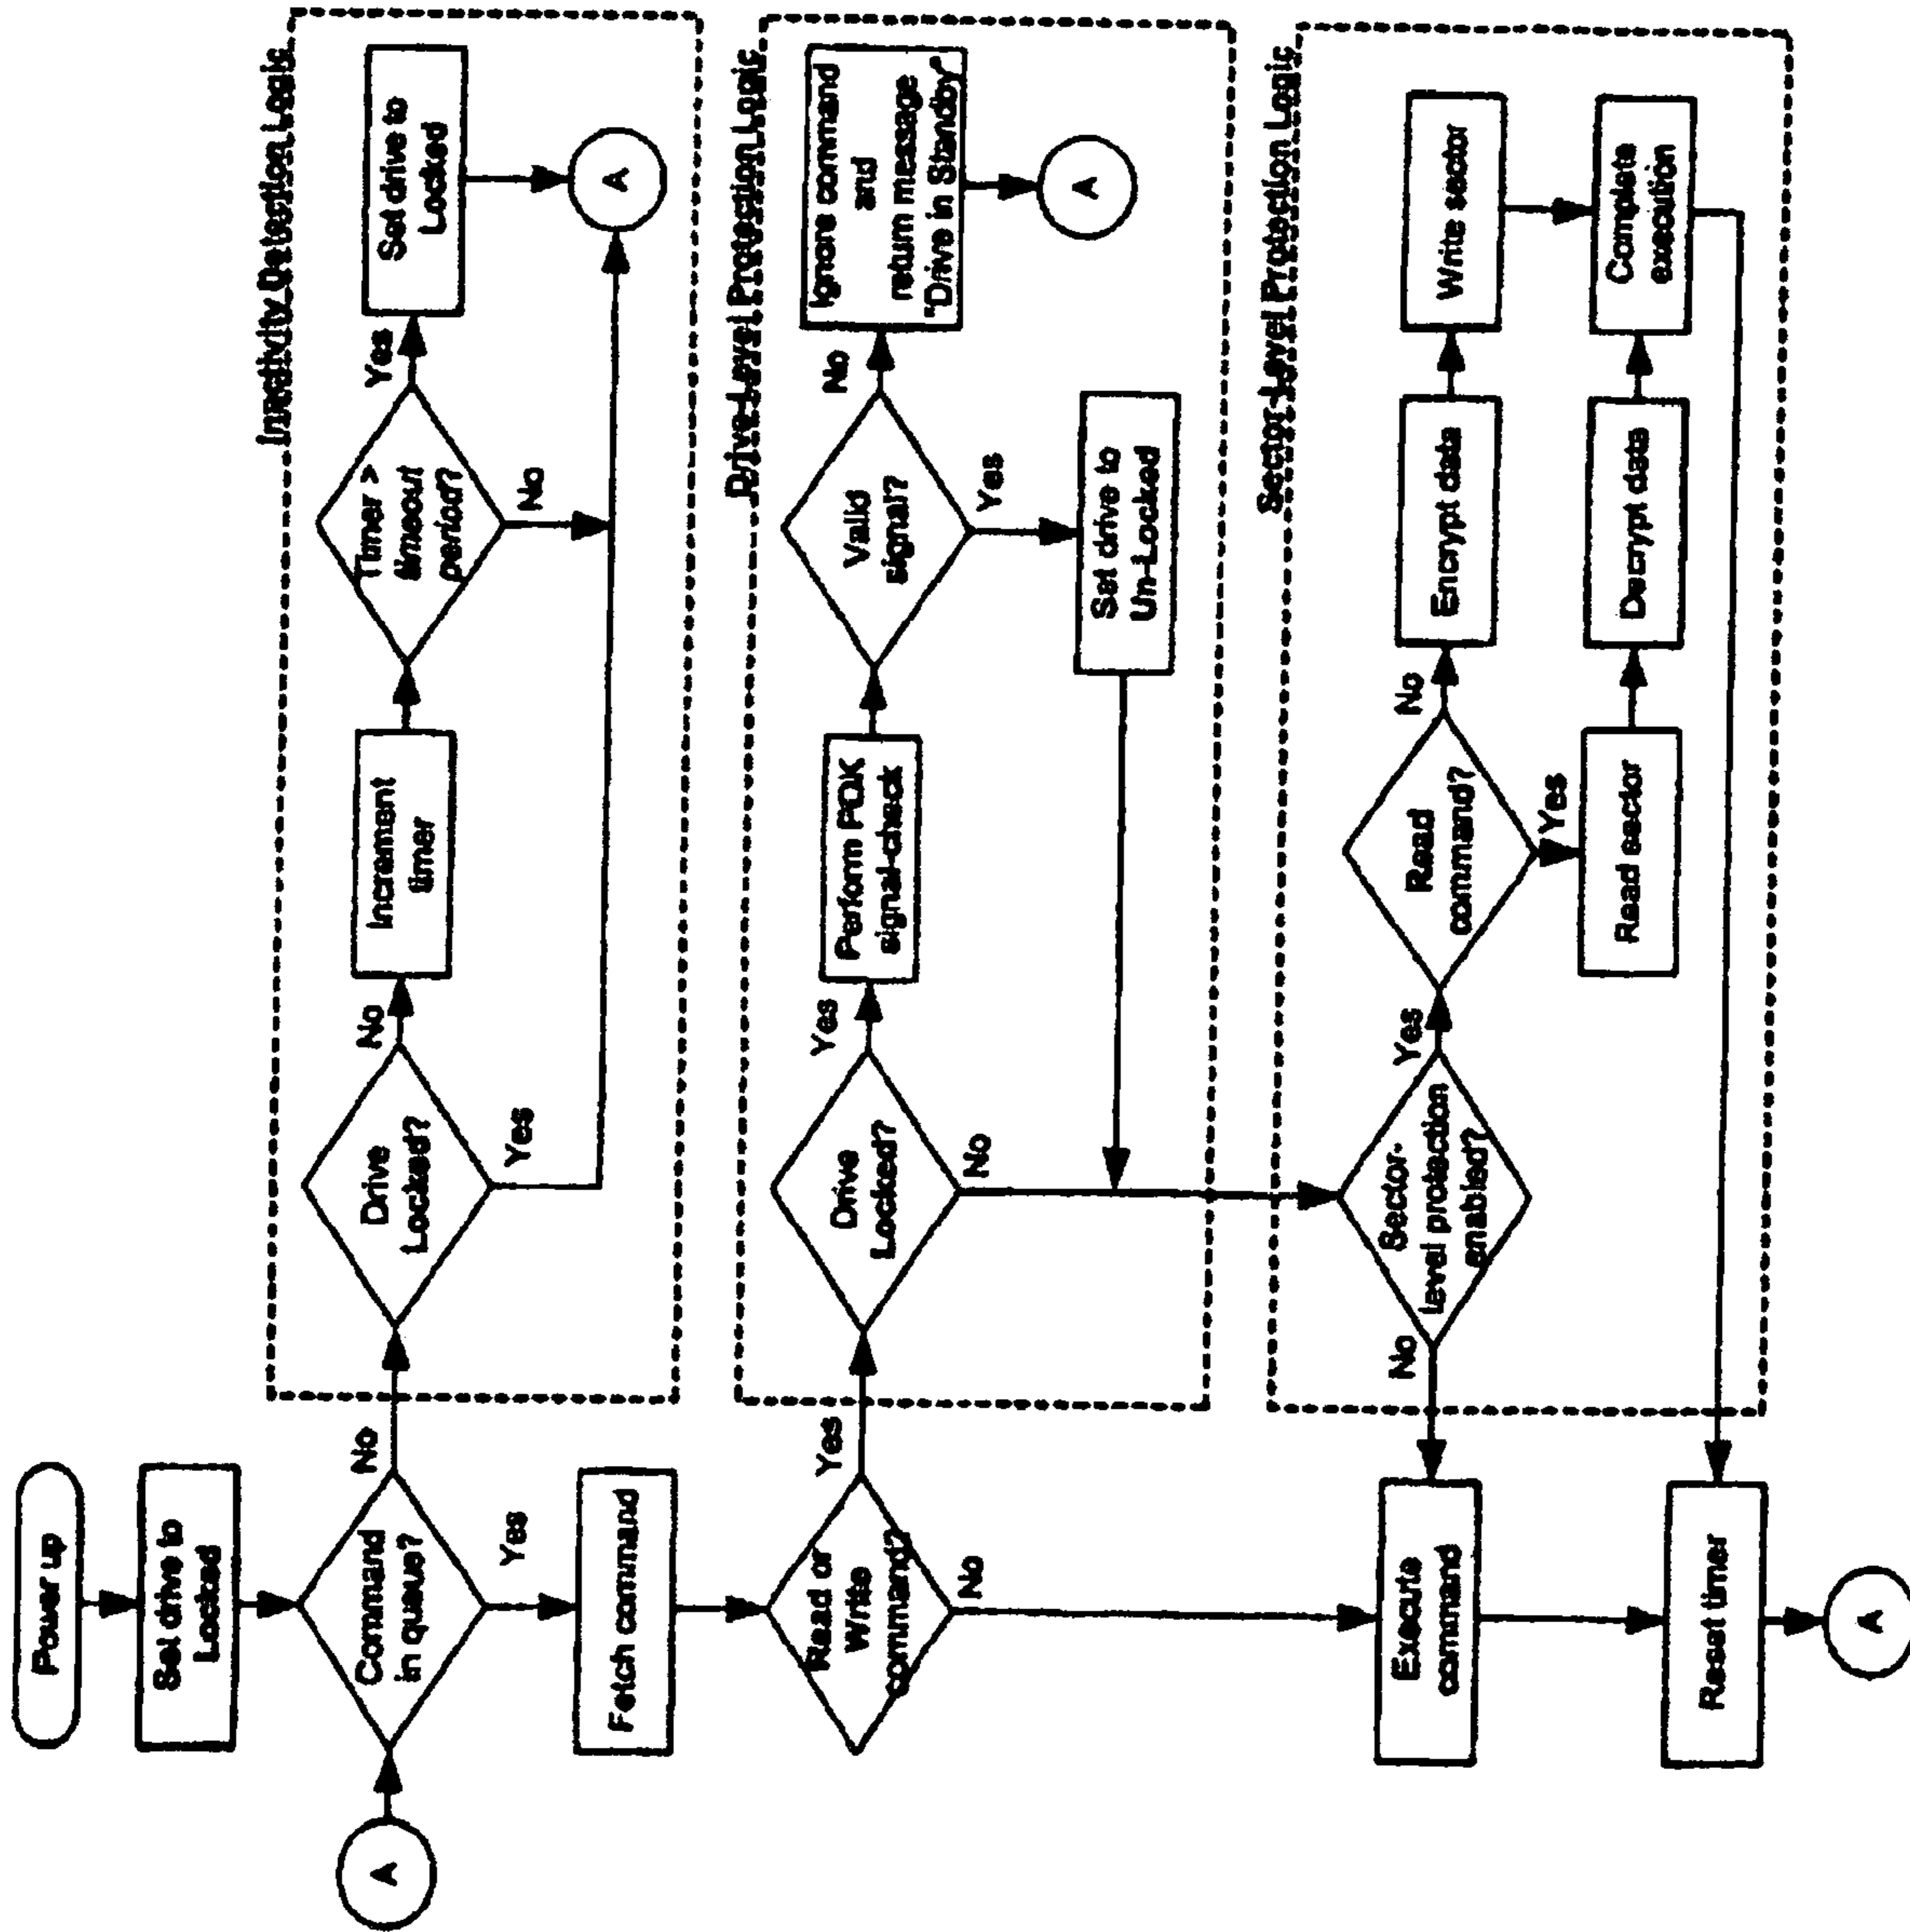 Power up
Set drive to
Locked
A
Command
in queue?
No
Yes
Inactivity Detection Logic
Drive
Locked?
No
Yes
Increment
timer
Timer >
timeout
period?
Yes
No
Set drive to
Locked
A
Fetch command
Read or
Write
command?
Yes
No
Drive-Level Protection Logic
Drive
Locked?
Yes
No
Perform PDK
signal-check
Valid
signal?
No
Yes
Ignore command
and
return message
"Drive in Standby"
A
Set drive to
Un-Locked
Sector-Level Protection Logic
Sector-
level protection
enabled?
No
Yes
Read
command?
No
Yes
Encrypt data
Write sector
Read sector
Decrypt data
Complete
execution
Execute
command
Reset timer
A